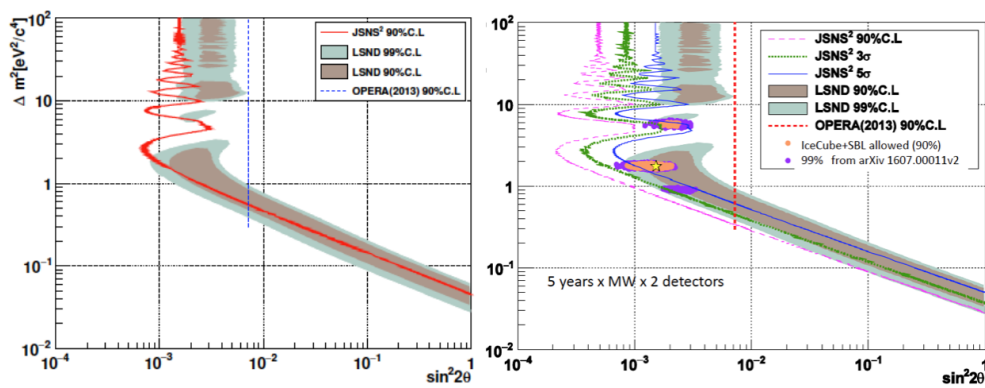 Δ m²[eV²/c⁴]
10²
10
1
10⁻¹
10⁻²
10⁻⁴
10⁻³
10⁻²
10⁻¹
1
sin²2θ
JSNS² 90%C.L
LSND 99%C.L
LSND 90%C.L
OPERA(2013) 90%C.L
Δ m²[eV²/c⁴]
10²
10
1
10⁻¹
10⁻²
10⁻⁴
10⁻³
10⁻²
10⁻¹
1
sin²2θ
JSNS² 90%C.L
JSNS² 3σ
JSNS² 5σ
LSND 90%C.L
LSND 99%C.L
OPERA(2013) 90%C.L
IceCube+SBL allowed (90%)
99% from arXiv 1607.00011v2
5 years x MW x 2 detectors